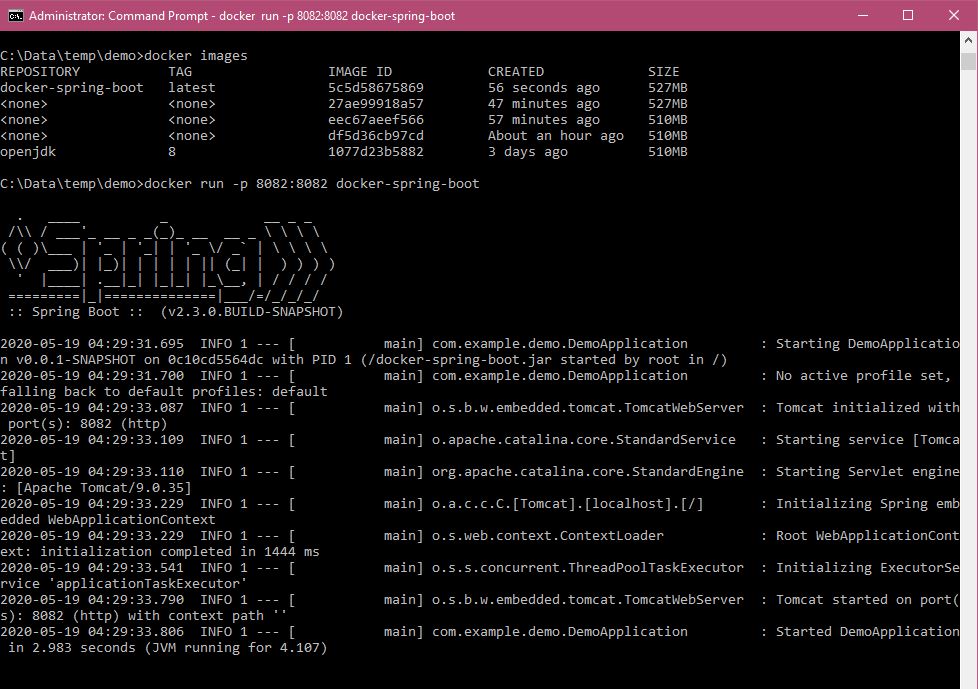 Administrator: Command Prompt - docker  run -p 8082:8082 docker-spring-boot
C:\Data\temp\demo>docker images
REPOSITORY           TAG                 IMAGE ID            CREATED             SIZE
docker-spring-boot   latest              5c5d58675869        56 seconds ago      527MB
<none>               <none>              27ae99918a57        47 minutes ago      527MB
<none>               <none>              eec67aeef566        57 minutes ago      510MB
<none>               <none>              df5d36cb97cd        About an hour ago   510MB
openjdk              8                   1077d23b5882        3 days ago          510MB
C:\Data\temp\demo>docker run -p 8082:8082 docker-spring-boot
  .   ____          _            __ _ _
 /\\ / ___'_ __ _ _(_)_ __  __ _ \ \ \ \
( ( )\___ | '_ | '_| | '_ \/ _` | \ \ \ \
 \\/  ___)| |_)| | | | | || (_| |  ) ) ) )
  '  |____| .__|_| |_|_| |_\__, | / / / /
 =========|_|==============|___/=/_/_/_/
 :: Spring Boot ::  (v2.3.0.BUILD-SNAPSHOT)
2020-05-19 04:29:31.695  INFO 1 --- [           main] com.example.demo.DemoApplication         : Starting DemoApplicatio
n v0.0.1-SNAPSHOT on 0c10cd5564dc with PID 1 (/docker-spring-boot.jar started by root in /)
2020-05-19 04:29:31.700  INFO 1 --- [           main] com.example.demo.DemoApplication         : No active profile set,
falling back to default profiles: default
2020-05-19 04:29:33.087  INFO 1 --- [           main] o.s.b.w.embedded.tomcat.TomcatWebServer  : Tomcat initialized with
 port(s): 8082 (http)
2020-05-19 04:29:33.109  INFO 1 --- [           main] o.apache.catalina.core.StandardService   : Starting service [Tomca
t]
2020-05-19 04:29:33.110  INFO 1 --- [           main] org.apache.catalina.core.StandardEngine  : Starting Servlet engine
: [Apache Tomcat/9.0.35]
2020-05-19 04:29:33.229  INFO 1 --- [           main] o.a.c.c.C.[Tomcat].[localhost].[/]       : Initializing Spring emb
edded WebApplicationContext
2020-05-19 04:29:33.229  INFO 1 --- [           main] o.s.web.context.ContextLoader            : Root WebApplicationCont
ext: initialization completed in 1444 ms
2020-05-19 04:29:33.541  INFO 1 --- [           main] o.s.s.concurrent.ThreadPoolTaskExecutor  : Initializing ExecutorSe
rvice 'applicationTaskExecutor'
2020-05-19 04:29:33.790  INFO 1 --- [           main] o.s.b.w.embedded.tomcat.TomcatWebServer  : Tomcat started on port(
s): 8082 (http) with context path ''
2020-05-19 04:29:33.806  INFO 1 --- [           main] com.example.demo.DemoApplication         : Started DemoApplication
 in 2.983 seconds (JVM running for 4.107)